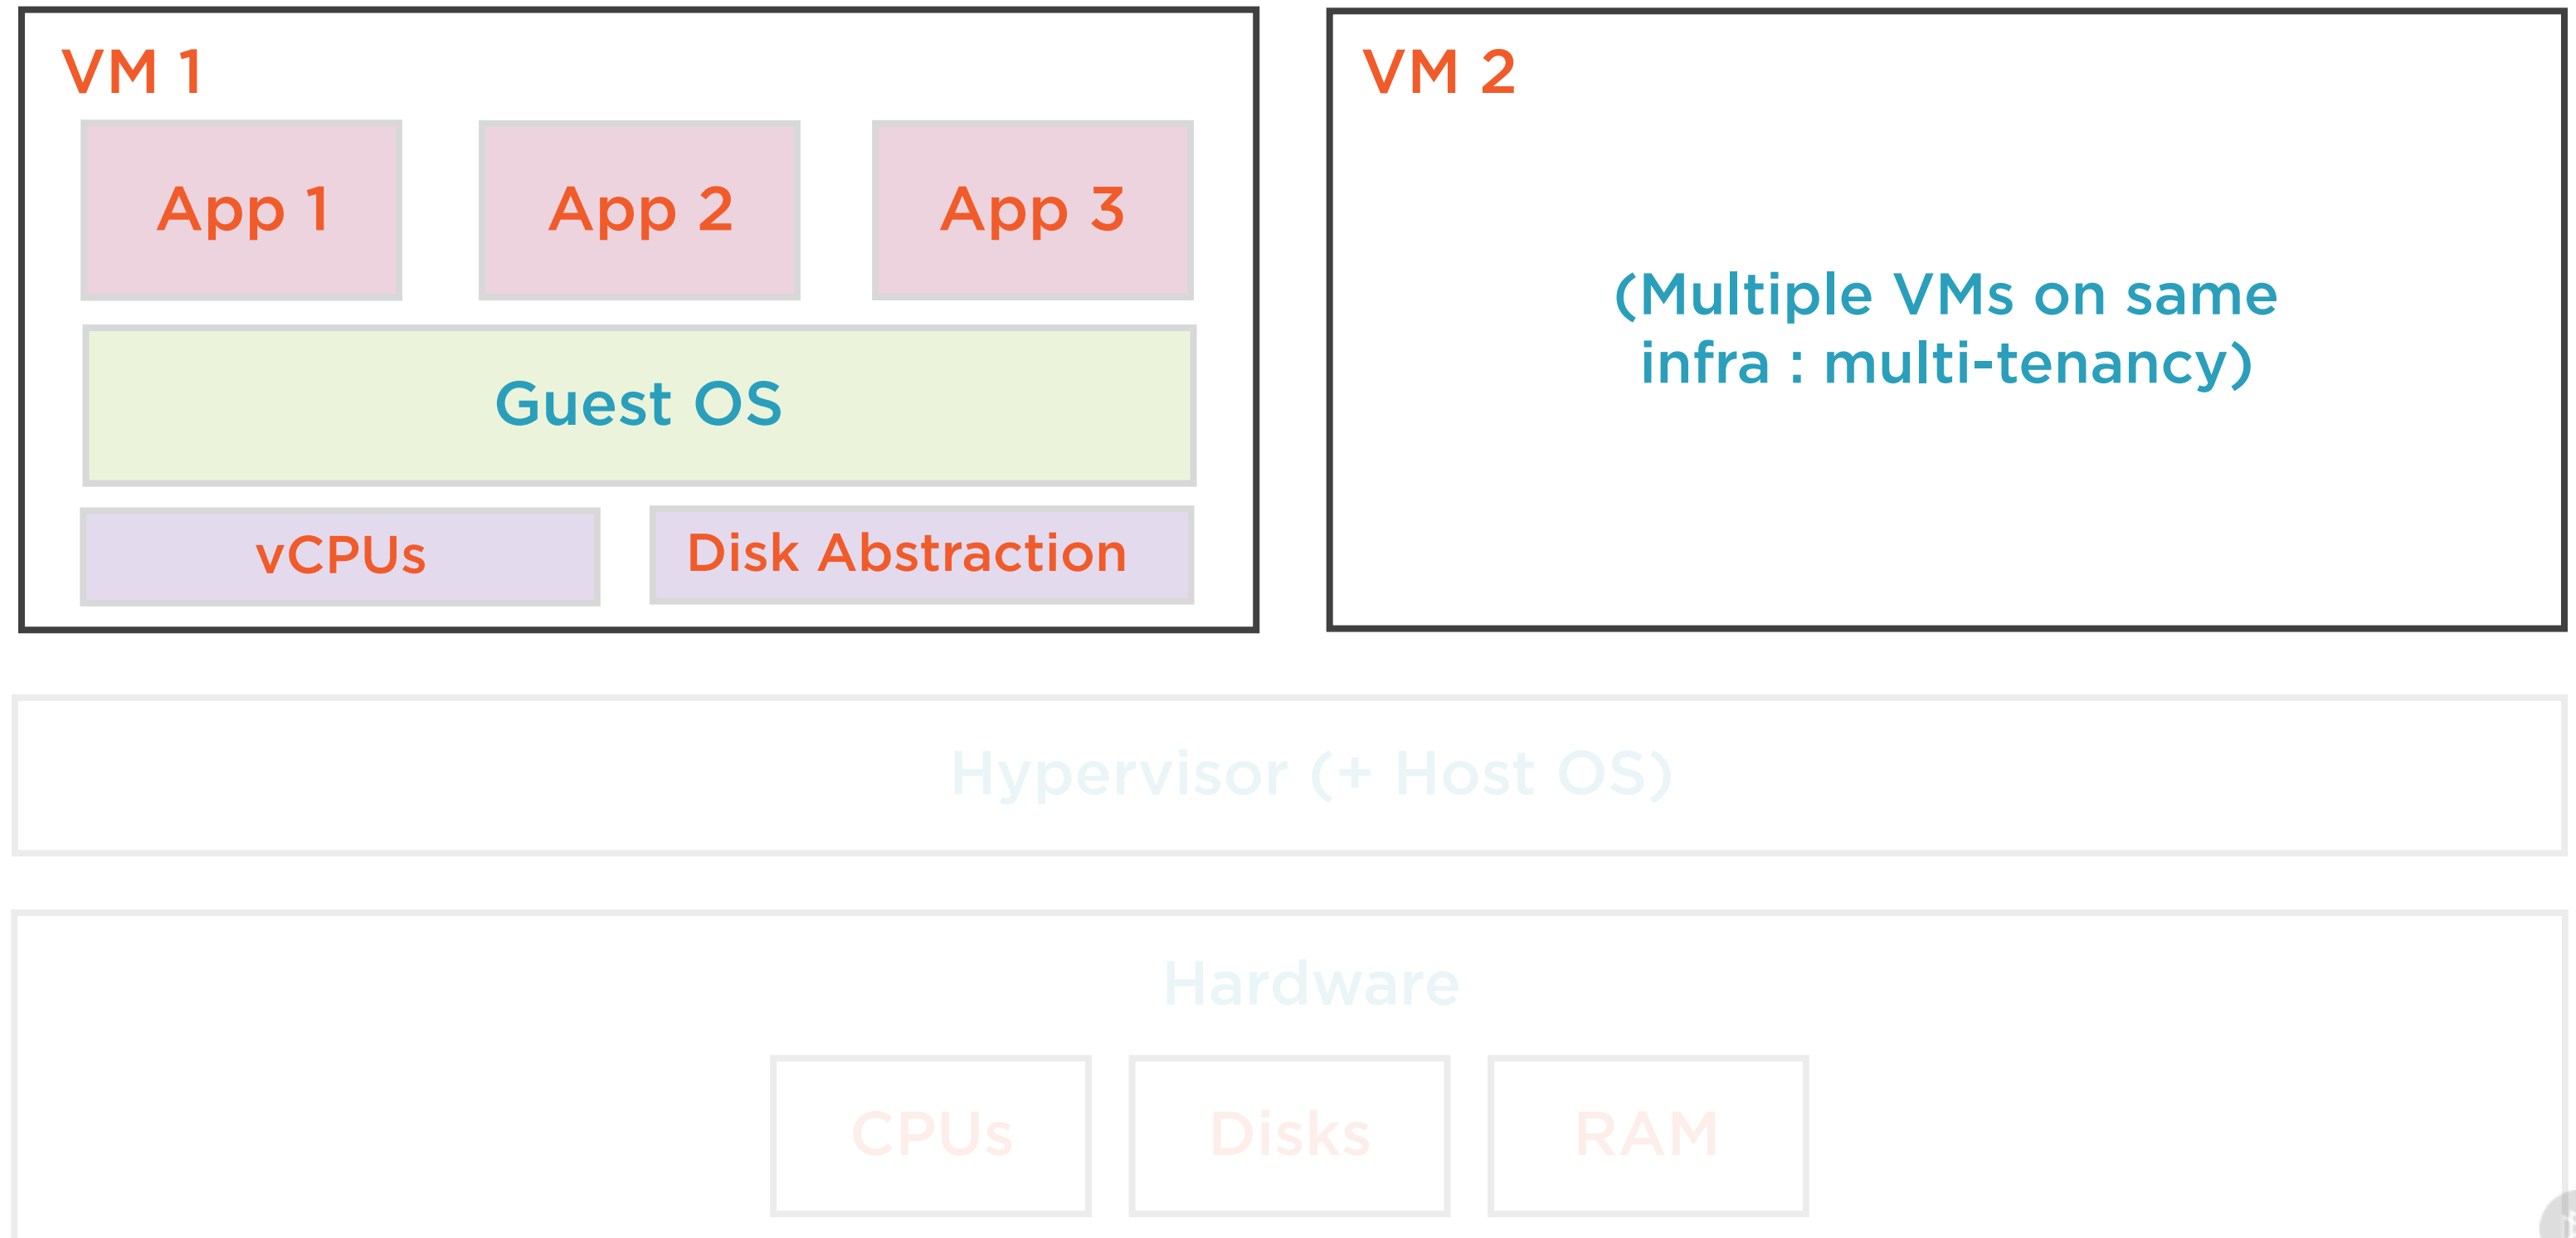 VM 1
App 1
App 2
App 3
Guest OS
vCPUs
Disk Abstraction
VM 2
(Multiple VMs on same
infra : multi-tenancy)
Hypervisor (+ Host OS)
Hardware
CPUs
Disks
RAM